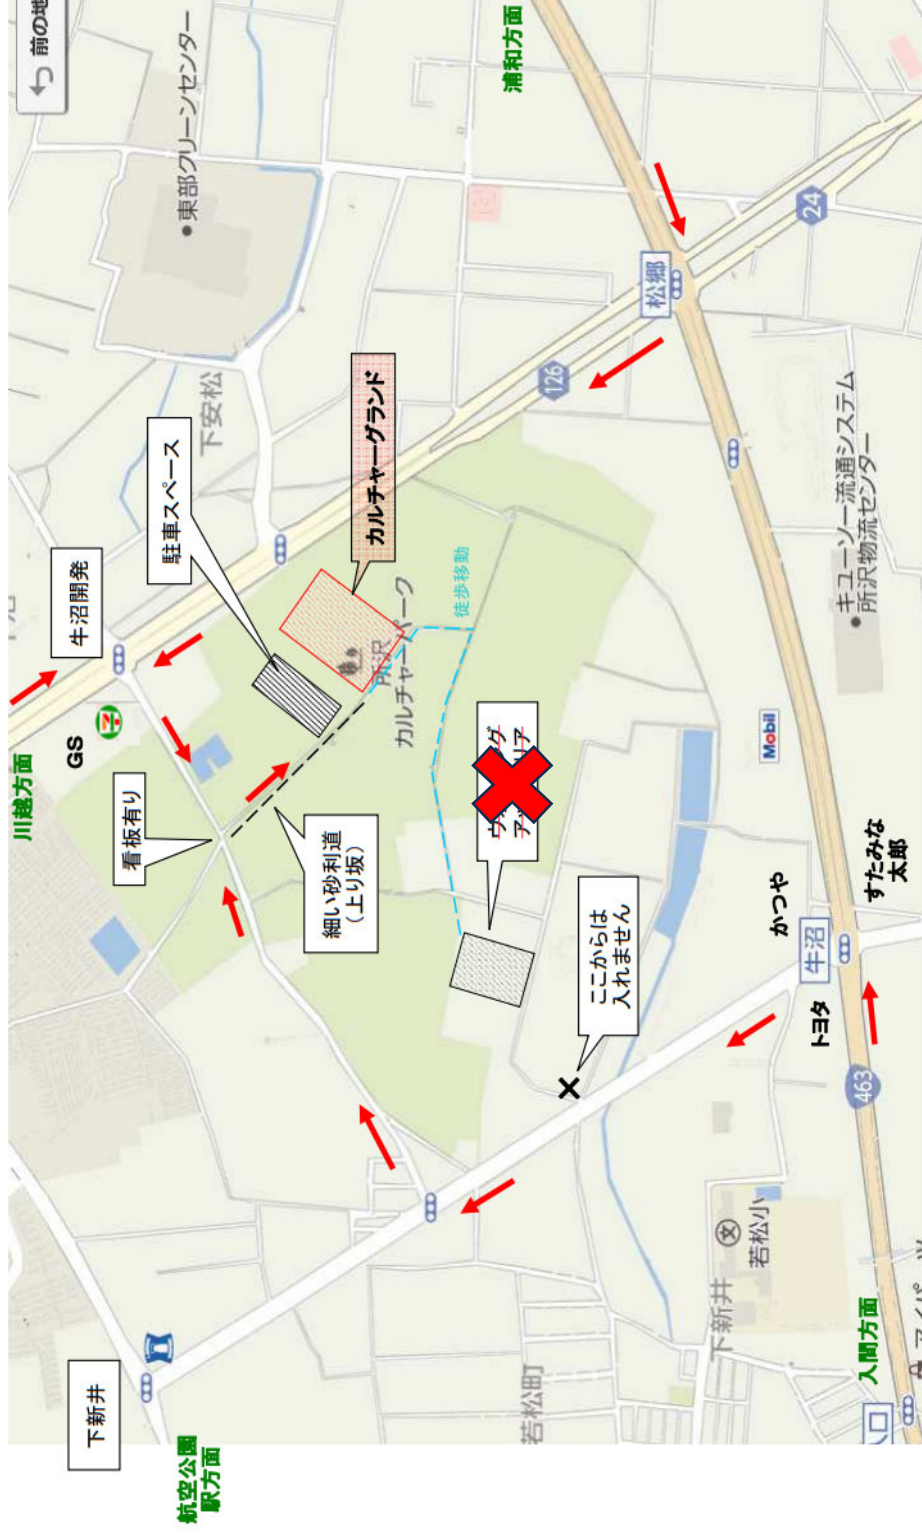 前の地
川越方面
GS
牛沼開発
下新井
看板有り
駐車スペース
東部クリーンセンター
航空公園
駅方面
下安松
細い砂利道
（上り坂）
カルチャーグランド
所沢
カルチャーパーク
徒歩移動
浦和方面
126
若松町
ここからは
入れません
松郷
下新井
文
若松小
Mobil
かつや
トヨタ
牛沼
24
キユーソー流通システム
所沢物流センター
すたみな
太郎
463
入間方面
入口